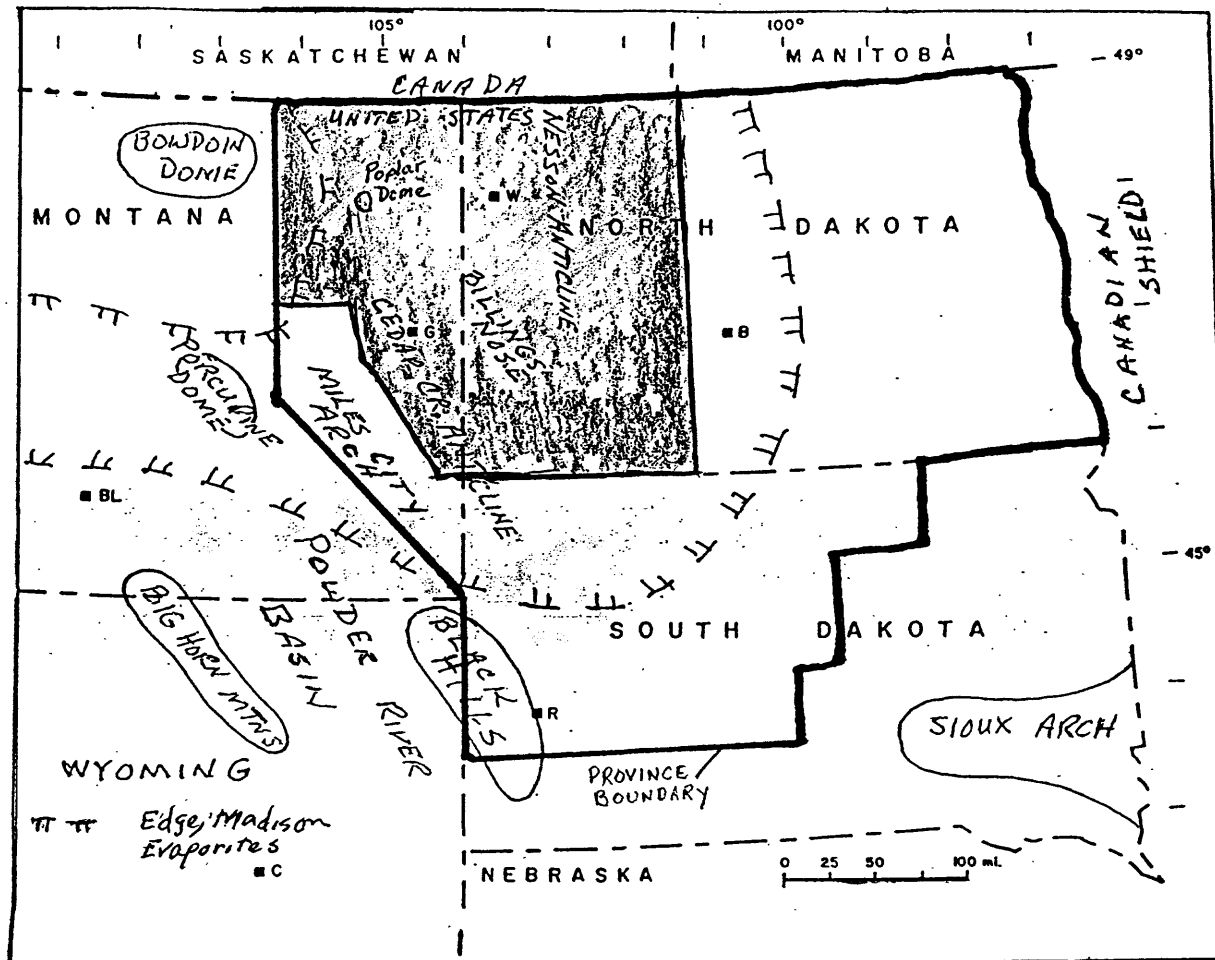 105°
100°
SASKATCHEWAN
MANITOBA
49°
CANADA
UNITED STATES
BOWDOIN
DOME
Poplar
Dome
W
NESSON ANTICLINE
MONTANA
NORTH DAKOTA
CANADIAN
SHIELD
BILLINGS
NOSE
G
CEDAR CR. ANTICLINE
B
PORCUPINE
DOME
MILES CITY
ARCH
BL
45°
POWDER RIVER
BASIN
BIG HORN MTNS
BLACK
HILLS
SOUTH DAKOTA
R
SIOUX ARCH
WYOMING
PROVINCE
BOUNDARY
Edge, Madison
Evaporites
C
NEBRASKA
0 25 50 100 mi.